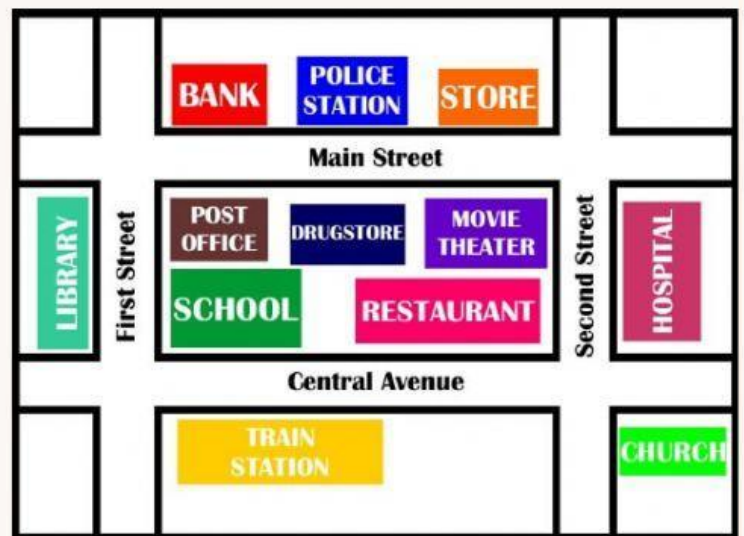 BANK
POLICE
STATION
STORE
Main Street
LIBRARY
First Street
POST
OFFICE
DRUGSTORE
MOVIE
THEATER
SCHOOL
RESTAURANT
Second Street
HOSPITAL
Central Avenue
TRAIN
STATION
CHURCH